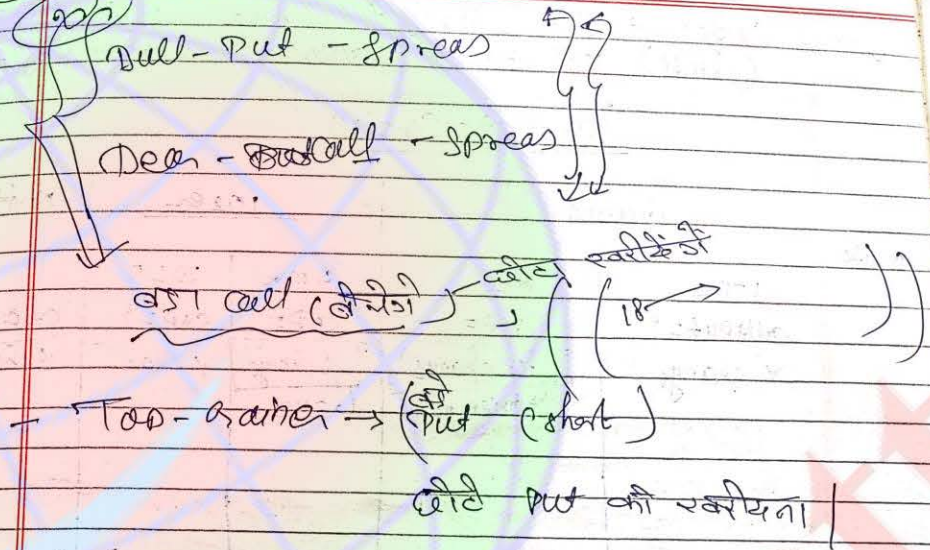 Bull-Put-Spreas
Bear-call-Spreas
बडा call (बेचेंगे) छोटा खरीदेंगे
(18
- Top-Gainer → (बडे Put (short)
छोटे Put को खरीदना |